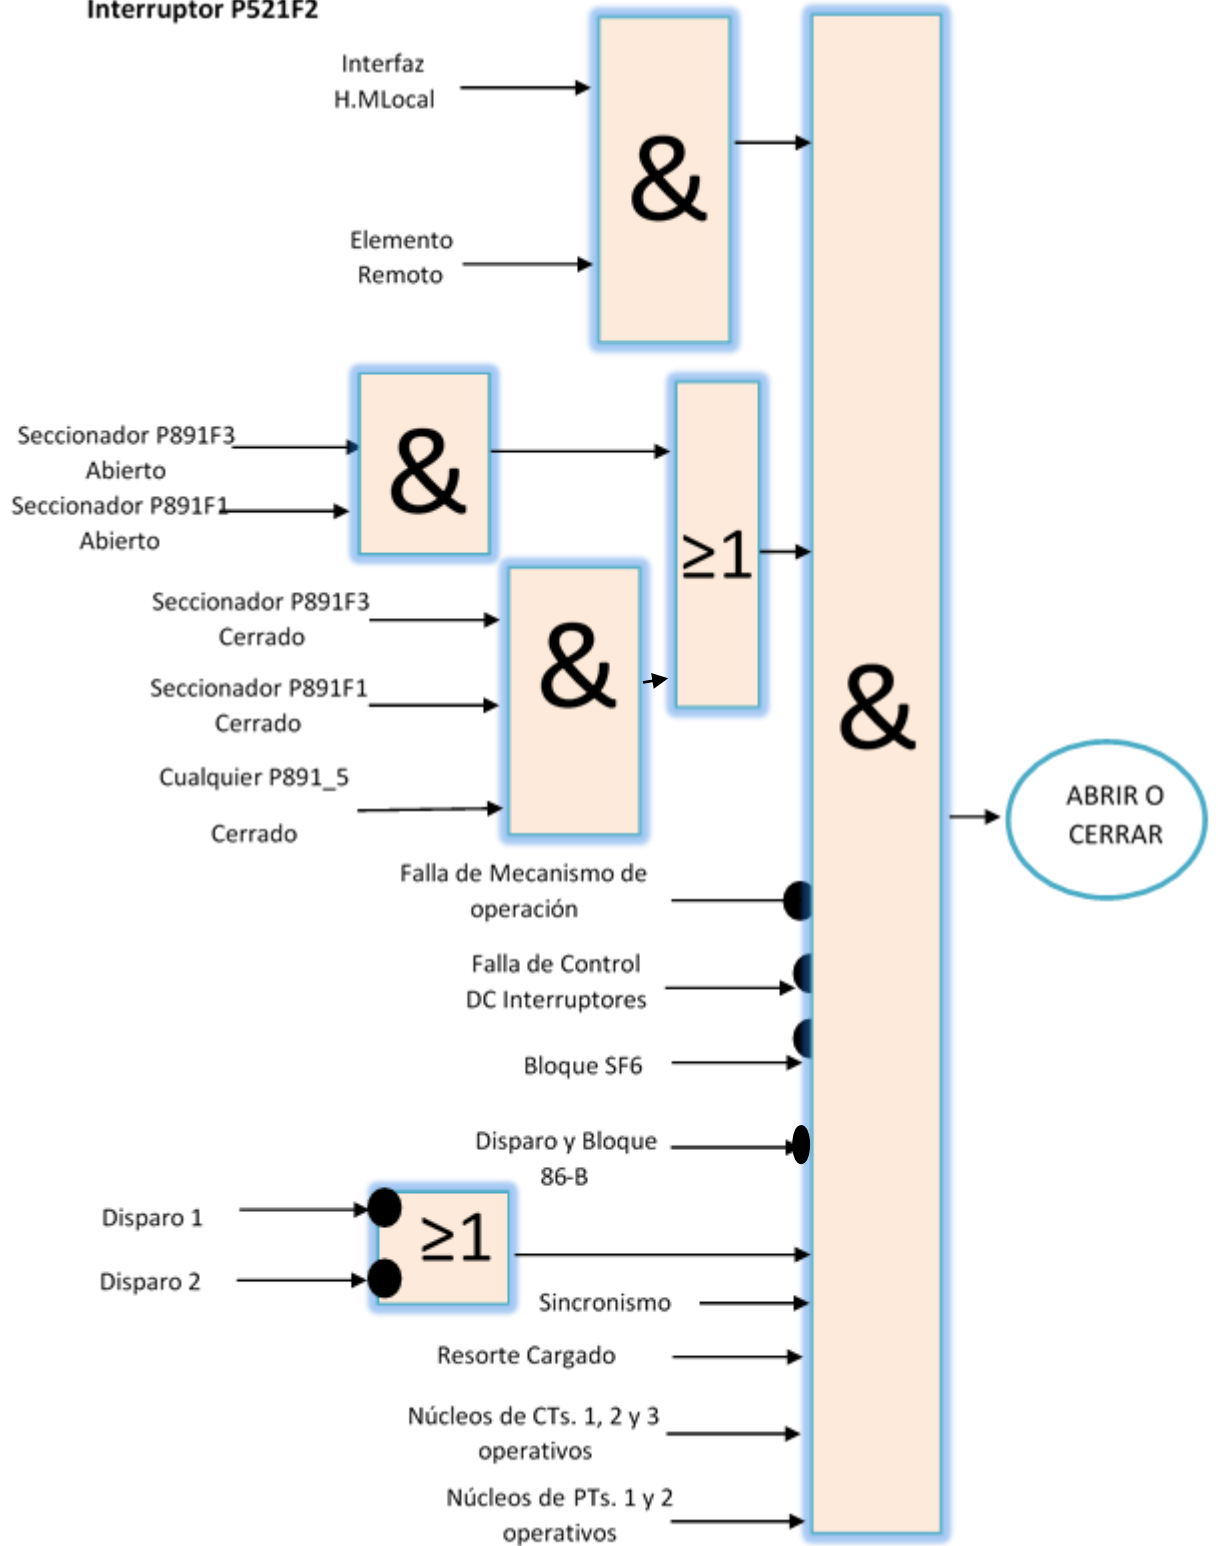 Interruptor P521F2
Interfaz
H.MLocal
&
Elemento
Remoto
Seccionador P891F3
Abierto
Seccionador P891F1
Abierto
&
≥1
Seccionador P891F3
Cerrado
Seccionador P891F1
Cerrado
Cualquier P891_5
Cerrado
&
&
ABRIR O
CERRAR
Falla de Mecanismo de
operación
Falla de Control
DC Interruptores
Bloque SF6
Disparo y Bloque
86-B
Disparo 1
Disparo 2
≥1
Sincronismo
Resorte Cargado
Núcleos de CTs. 1, 2 y 3
operativos
Núcleos de PTs. 1 y 2
operativos